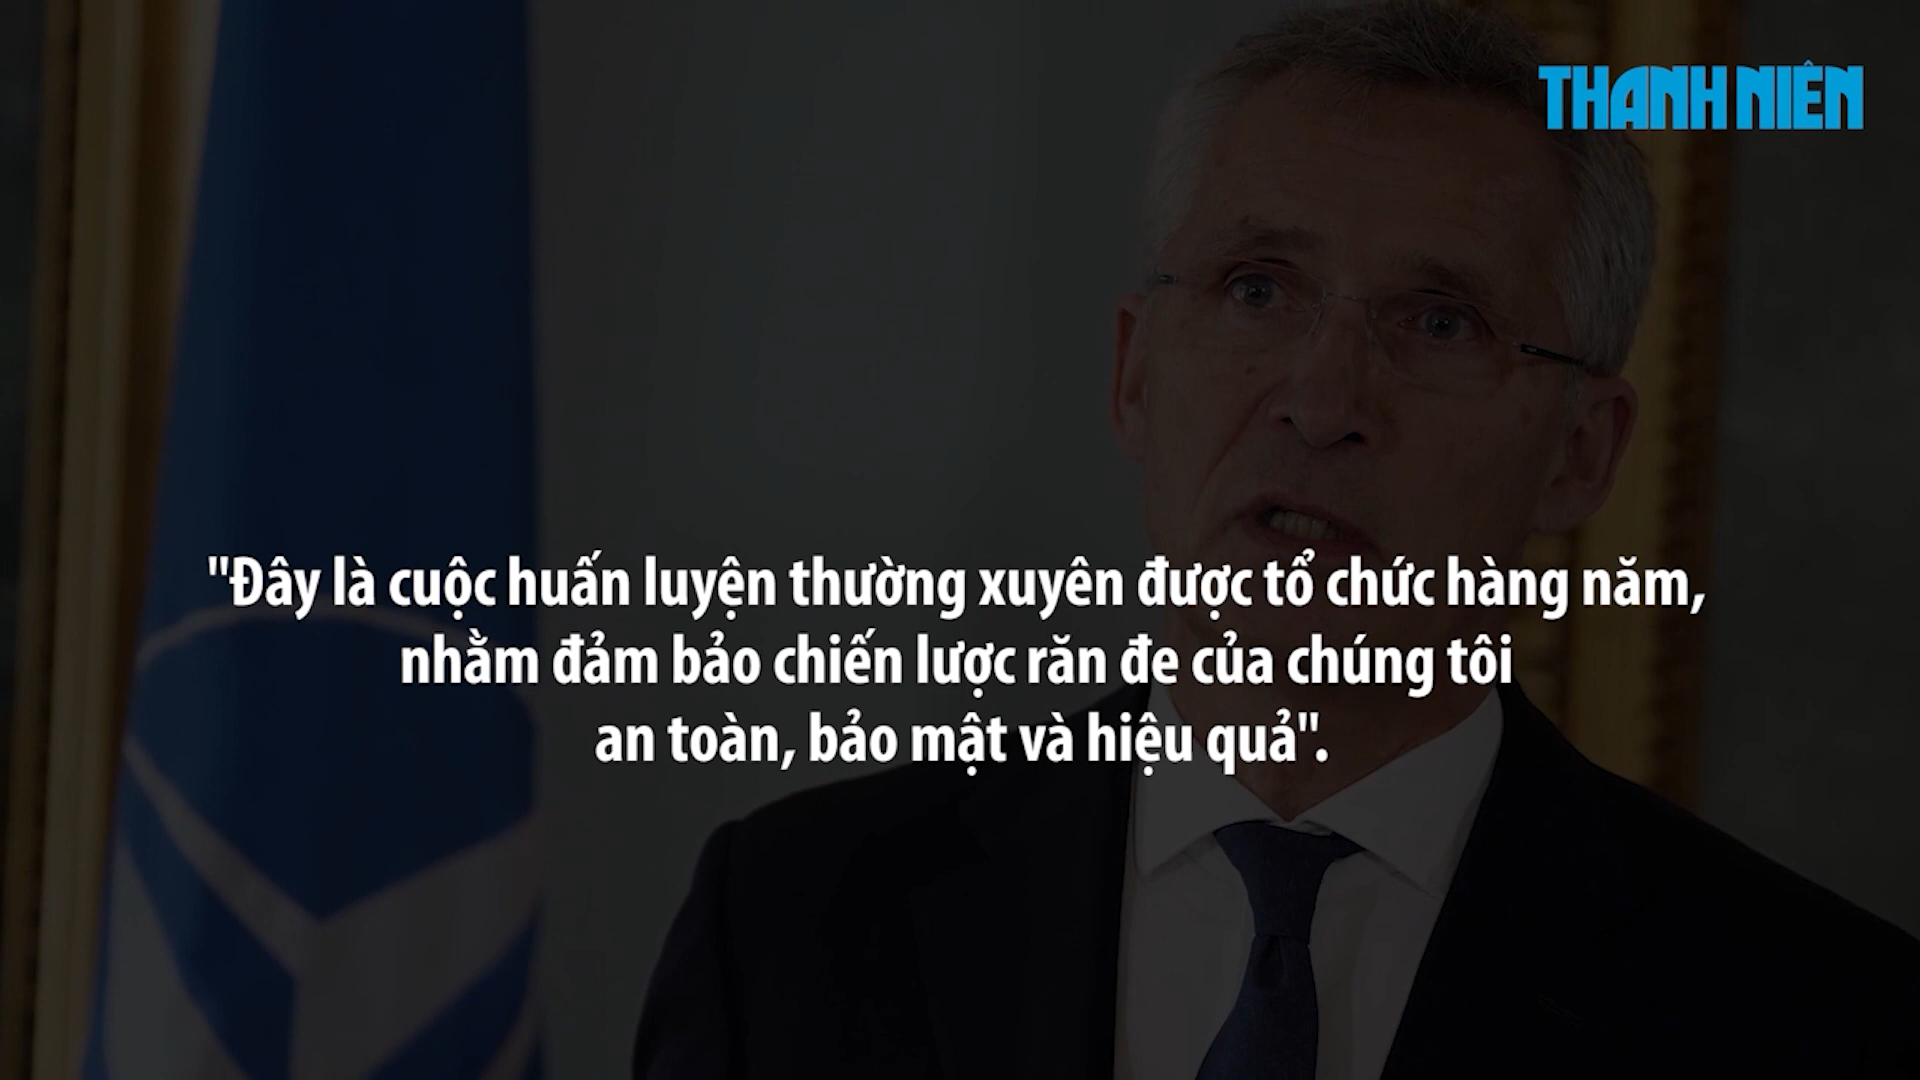 THANH NIÊN
"Đây là cuộc huấn luyện thường xuyên được tổ chức hàng năm,
nhằm đảm bảo chiến lược răn đe của chúng tôi
an toàn, bảo mật và hiệu quả".